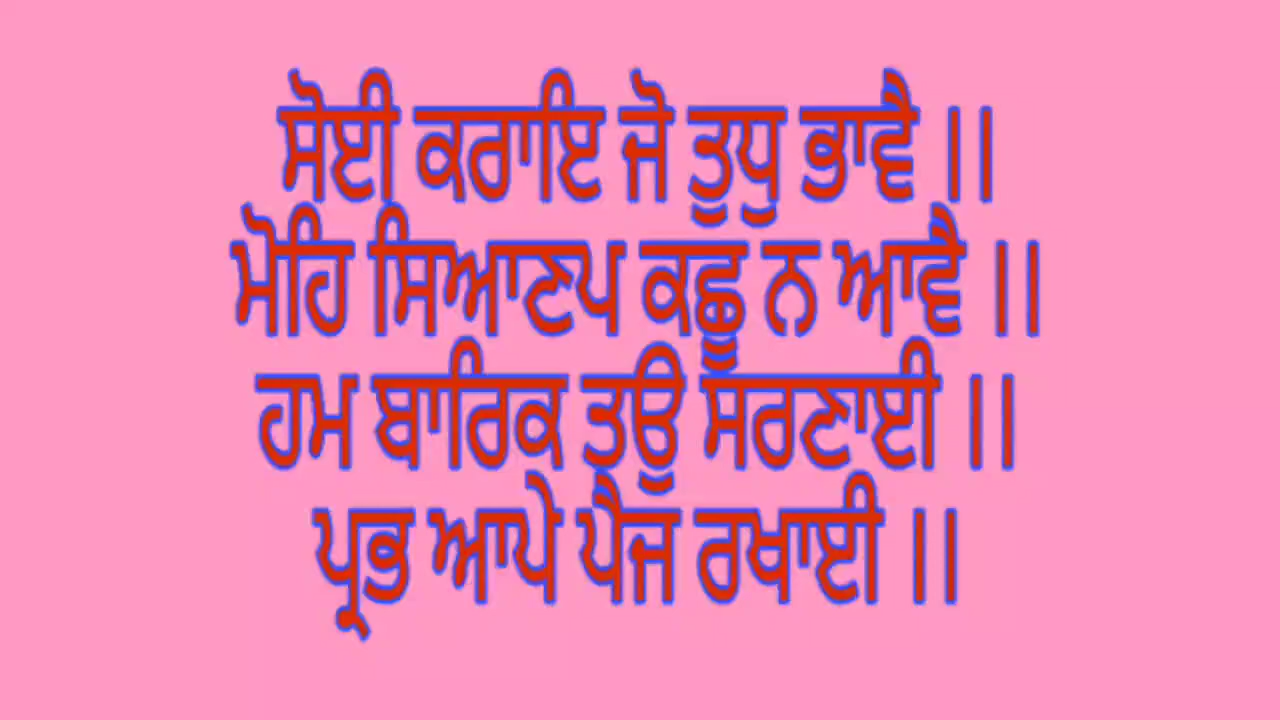 ਸੋਈ ਕਰਾਇ ਜੋ ਤੁਧੁ ਭਾਵੈ ॥
ਮੋਹਿ ਸਿਆਣਪ ਕਛੂ ਨ ਆਵੈ ॥
ਹਮ ਬਾਰਿਕ ਤਉ ਸਰਣਾਈ ॥
ਪ੍ਰਭ ਆਪੇ ਪੈਜ ਰਖਾਈ ॥